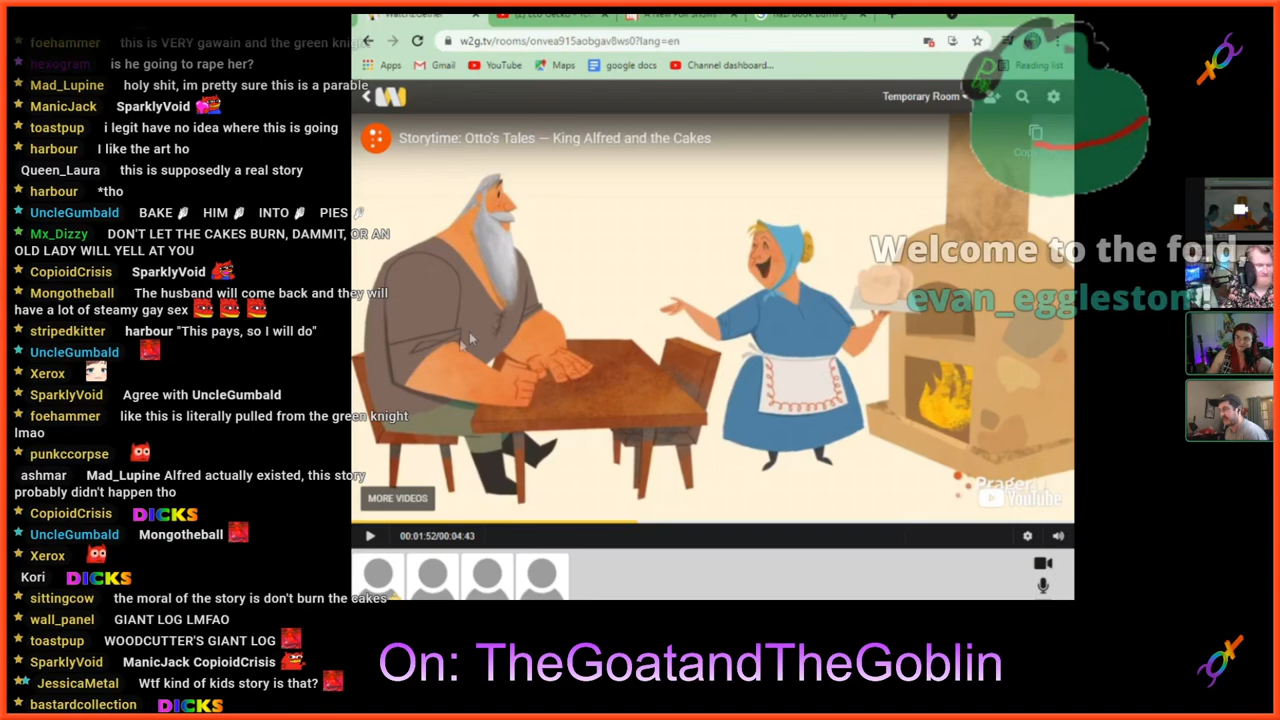 foehammer this is VERY gawain and the green knight
hexogram is he going to rape her?
Mad_Lupine holy shit, im pretty sure this is a parable
ManicJack SparklyVoid
toastpup i legit have no idea where this is going
harbour I like the art ho
Queen_Laura this is supposedly a real story
harbour *tho
UncleGumbald BAKE HIM INTO PIES
Mx_Dizzy DON'T LET THE CAKES BURN, DAMMIT, OR AN
OLD LADY WILL YELL AT YOU
CopioidCrisis SparklyVoid
Mongotheball The husband will come back and they will
have a lot of steamy gay sex
stripedkitter harbour "This pays, so I will do"
UncleGumbald
Xerox
SparklyVoid Agree with UncleGumbald
foehammer like this is literally pulled from the green knight
lmao
punkccorpse
ashmar Mad_Lupine Alfred actually existed, this story
probably didn't happen tho
CopioidCrisis DICKS
UncleGumbald Mongotheball
Xerox
Kori DICKS
sittingcow the moral of the story is don't burn the cakes
wall_panel GIANT LOG LMFAO
toastpup WOODCUTTER'S GIANT LOG
SparklyVoid ManicJack CopioidCrisis
JessicaMetal Wtf kind of kids story is that?
bastardcollection DICKS
w2g.tv/rooms/onvea915aobgav8ws0?lang=en
Apps Gmail YouTube Maps google docs Channel dashboard... Reading list
Temporary Room
Storytime: Otto's Tales — King Alfred and the Cakes
Welcome to the fold,
evan_eggleston!
MORE VIDEOS
PragerU
YouTube
00:01:52/00:04:43
On: TheGoatandTheGoblin